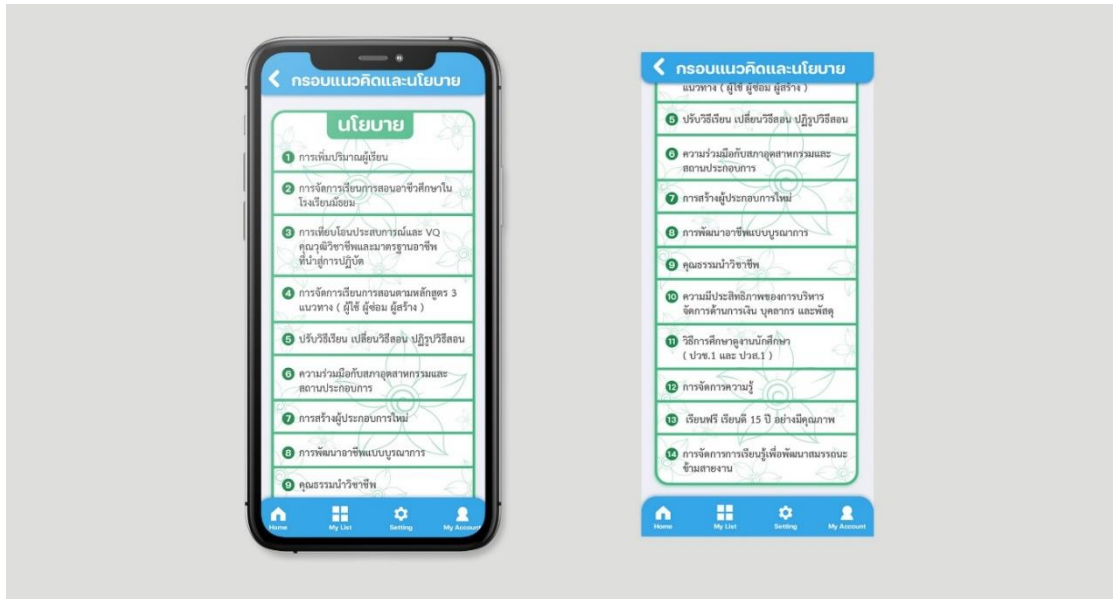 กรอบแนวคิดและนโยบาย
นโยบาย
1 การเพิ่มปริมาณผู้เรียน
2 การจัดการเรียนการสอนอาชีวศึกษาใน
โรงเรียนมัธยม
3 การเทียบโอนประสบการณ์และ VQ
คุณวุฒิวิชาชีพและมาตรฐานอาชีพ
ที่นำสู่การปฏิบัต
4 การจัดการเรียนการสอนตามหลักสูตร 3
แนวทาง ( ผู้ใช้ ผู้ซ่อม ผู้สร้าง )
5 ปรับวิธีเรียน เปลี่ยนวิธีสอน ปฏิรูปวิธีสอน
6 ความร่วมมือกับสภาอุตสาหกรรมและ
สถานประกอบการ
7 การสร้างผู้ประกอบการใหม่
8 การพัฒนาอาชีพแบบบูรณาการ
9 คุณธรรมนำวิชาชีพ
Home My List Setting My Account
กรอบแนวคิดและนโยบาย
แนวทาง ( ผู้ใช้ ผู้ซ่อม ผู้สร้าง )
5 ปรับวิธีเรียน เปลี่ยนวิธีสอน ปฏิรูปวิธีสอน
6 ความร่วมมือกับสภาอุตสาหกรรมและ
สถานประกอบการ
7 การสร้างผู้ประกอบการใหม่
8 การพัฒนาอาชีพแบบบูรณาการ
9 คุณธรรมนำวิชาชีพ
10 ความมีประสิทธิภาพของการบริหาร
จัดการด้านการเงิน บุคลากร และพัสดุ
11 วิธีการศึกษาดูงานนักศึกษา
( ปวช.1 และ ปวส.1 )
12 การจัดการความรู้
13 เรียนฟรี เรียนดี 15 ปี อย่างมีคุณภาพ
14 การจัดการการเรียนรู้เพื่อพัฒนาสมรรถนะ
ข้ามสายงาน
Home My List Setting My Account